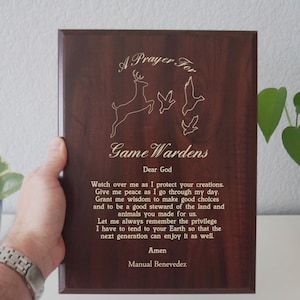 A Prayer For
Game Wardens
Dear God
Watch over me as I protect your creations.
Give me peace as I go through my day.
Grant me wisdom to make good choices
and to be a good steward of the land and
animals you made for us.
Let me always remember the privilege
I have to tend to your Earth so that the
next generation can enjoy it as well.
Amen
Manual Benevedez